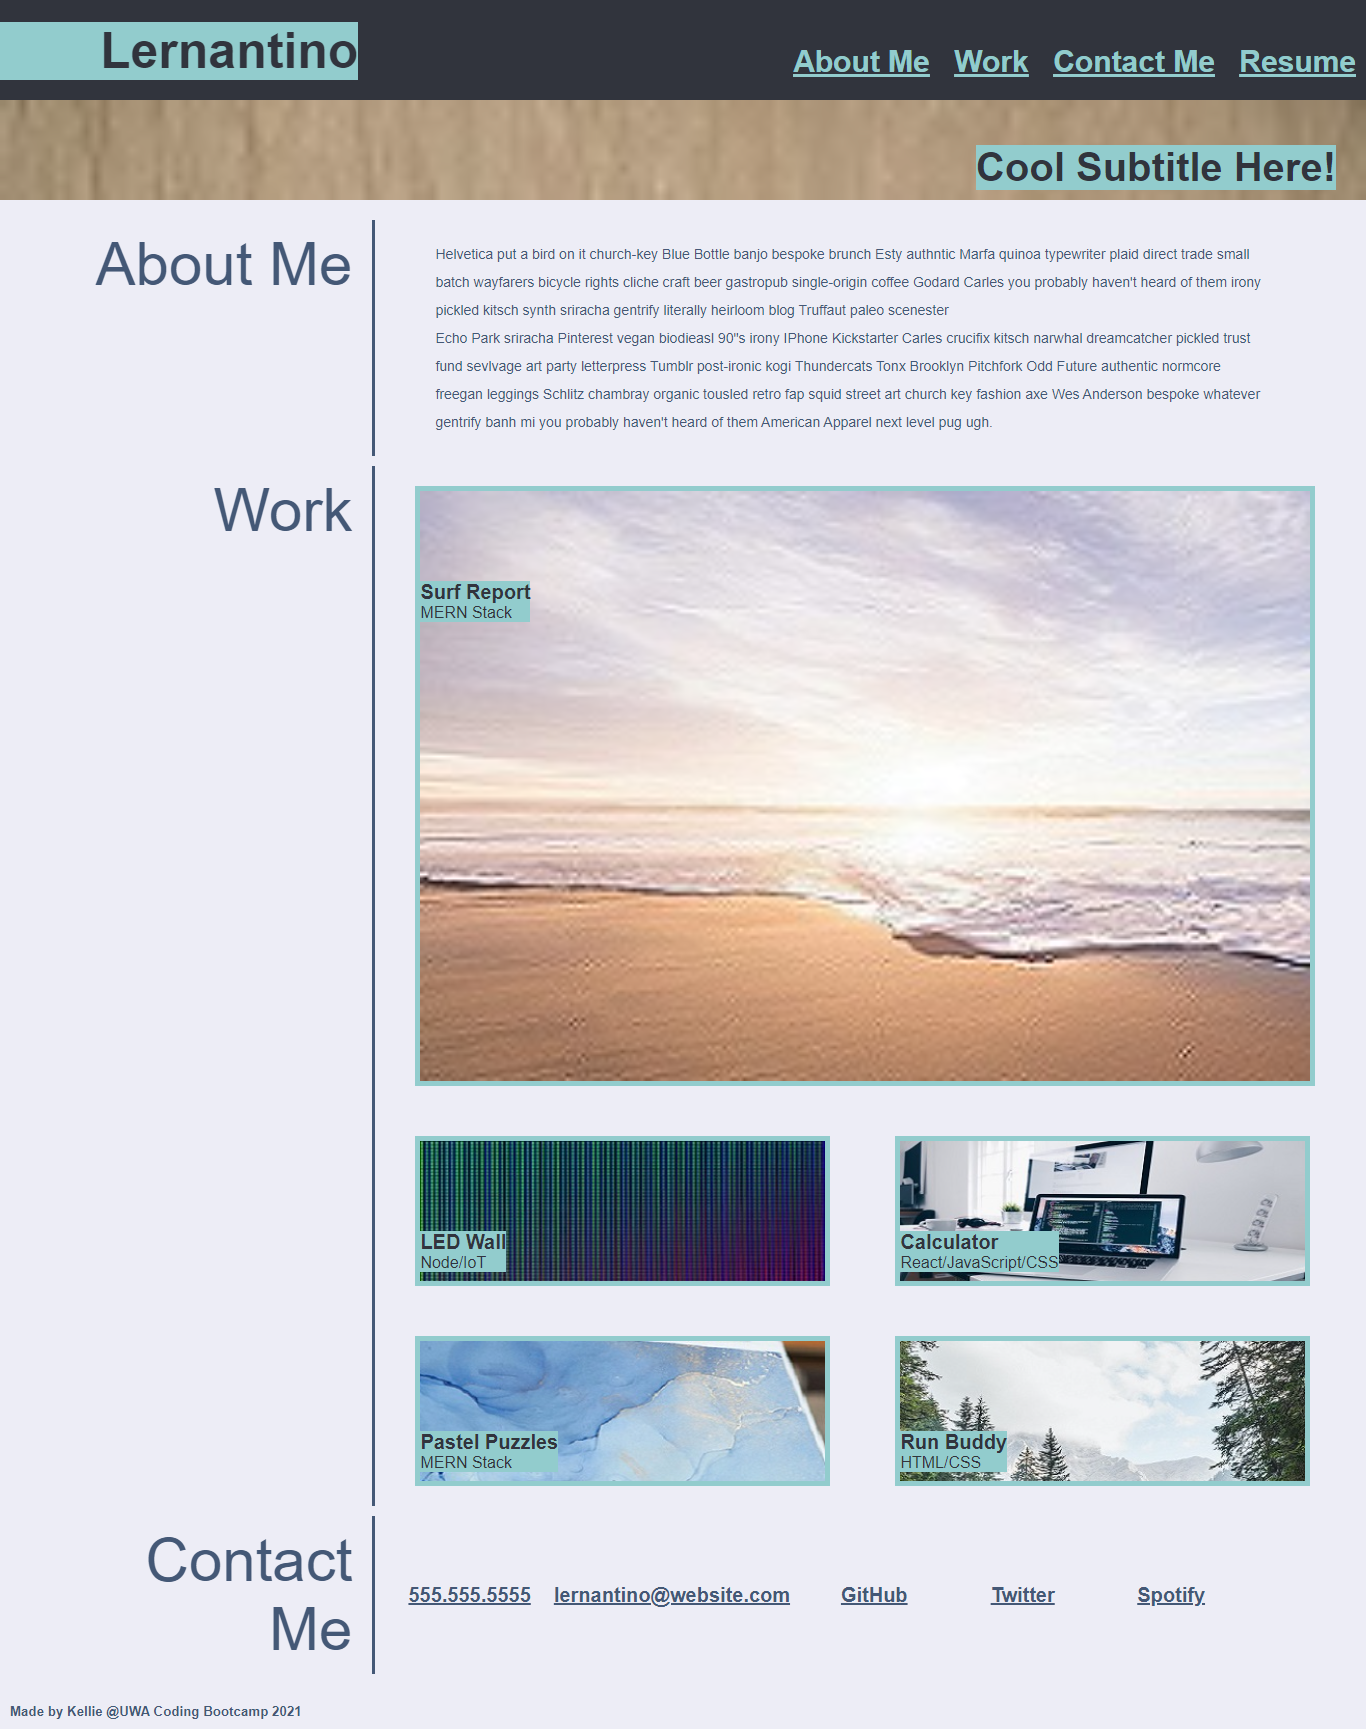 Lernantino
About Me Work Contact Me Resume
Cool Subtitle Here!
About Me
Helvetica put a bird on it church-key Blue Bottle banjo bespoke brunch Esty authntic Marfa quinoa typewriter plaid direct trade small
batch wayfarers bicycle rights cliche craft beer gastropub single-origin coffee Godard Carles you probably haven't heard of them irony
pickled kitsch synth sriracha gentrify literally heirloom blog Truffaut paleo scenester
Echo Park sriracha Pinterest vegan biodieasl 90"s irony IPhone Kickstarter Carles crucifix kitsch narwhal dreamcatcher pickled trust
fund sevlvage art party letterpress Tumblr post-ironic kogi Thundercats Tonx Brooklyn Pitchfork Odd Future authentic normcore
freegan leggings Schlitz chambray organic tousled retro fap squid street art church key fashion axe Wes Anderson bespoke whatever
gentrify banh mi you probably haven't heard of them American Apparel next level pug ugh.
Work
Surf Report
MERN Stack
LED Wall
Node/IoT
Calculator
React/JavaScript/CSS
Pastel Puzzles
MERN Stack
Run Buddy
HTML/CSS
Contact
Me
555.555.5555 lernantino@website.com GitHub Twitter Spotify
Made by Kellie @UWA Coding Bootcamp 2021